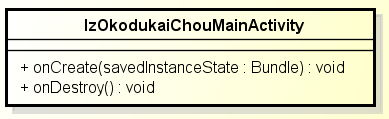 IzOkodukaiChouMainActivity
+ onCreate(savedInstanceState : Bundle) : void
+ onDestroy() : void